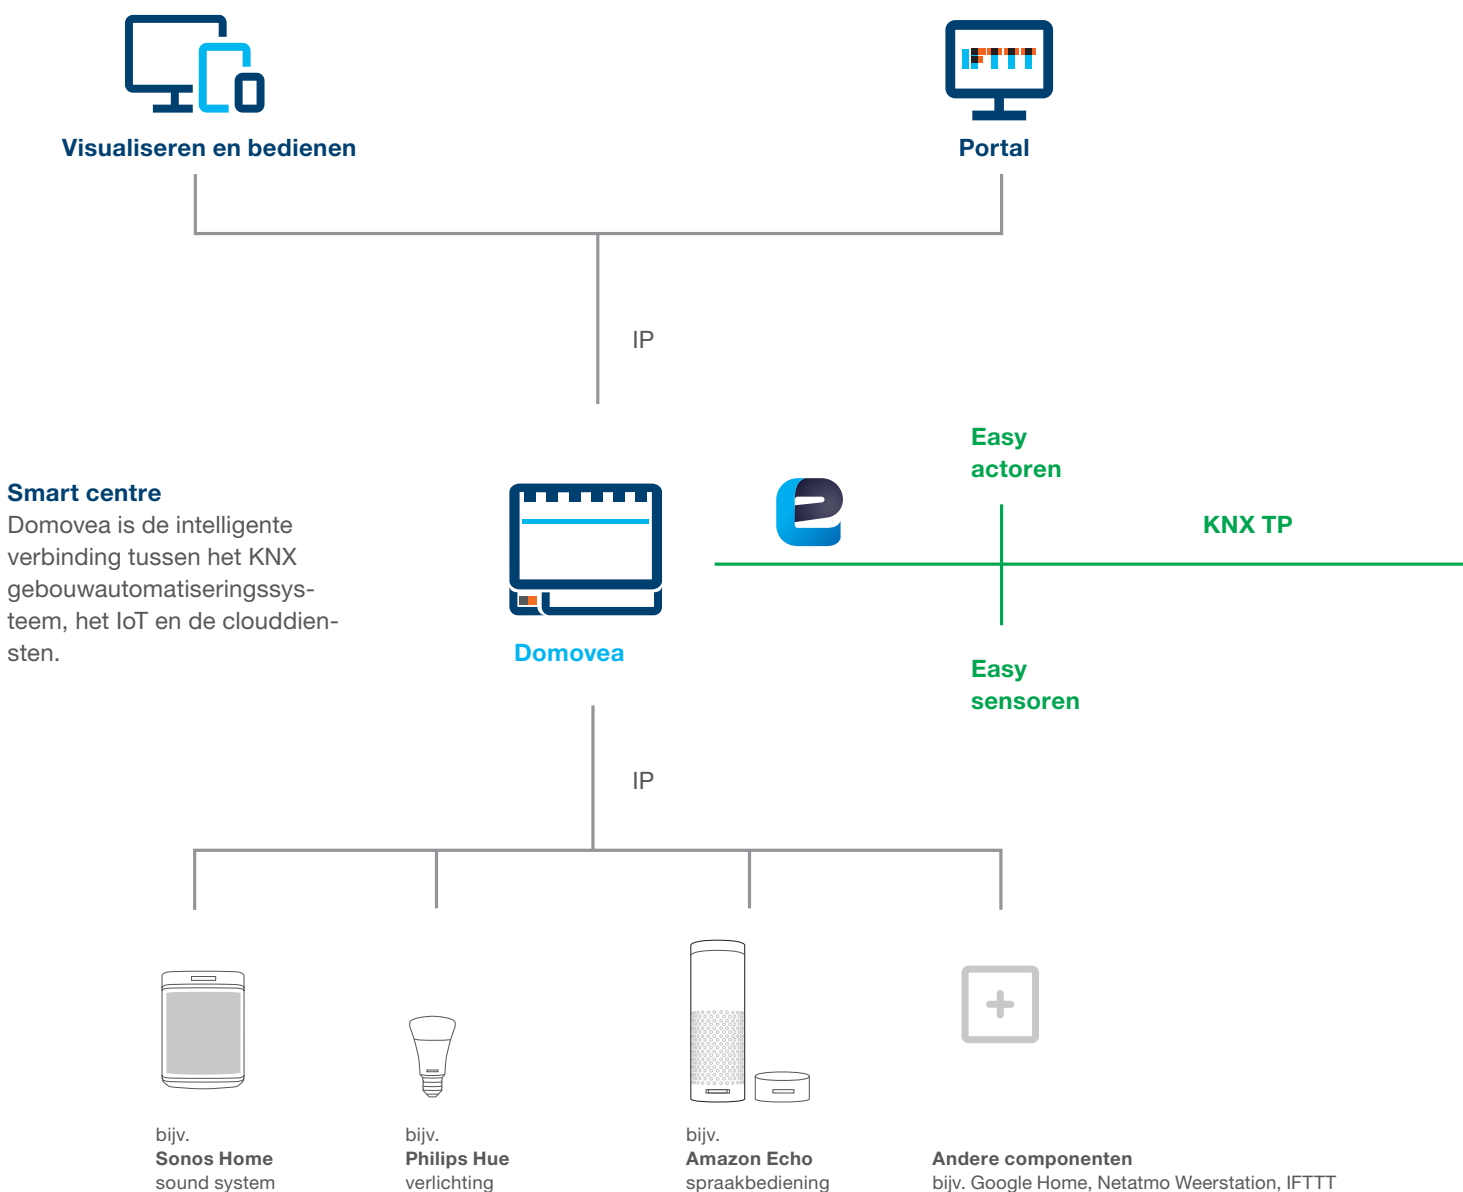 IFTTT
Visualiseren en bedienen
Portal
IP
Easy
actoren
KNX TP
Smart centre
Domovea is de intelligente
verbinding tussen het KNX
gebouwautomatiseringssys-
teem, het IoT en de clouddien-
sten.
Domovea
Easy
sensoren
IP
bijv.
Sonos Home
sound system
bijv.
Philips Hue
verlichting
bijv.
Amazon Echo
spraakbediening
Andere componenten
bijv. Google Home, Netatmo Weerstation, IFTTT